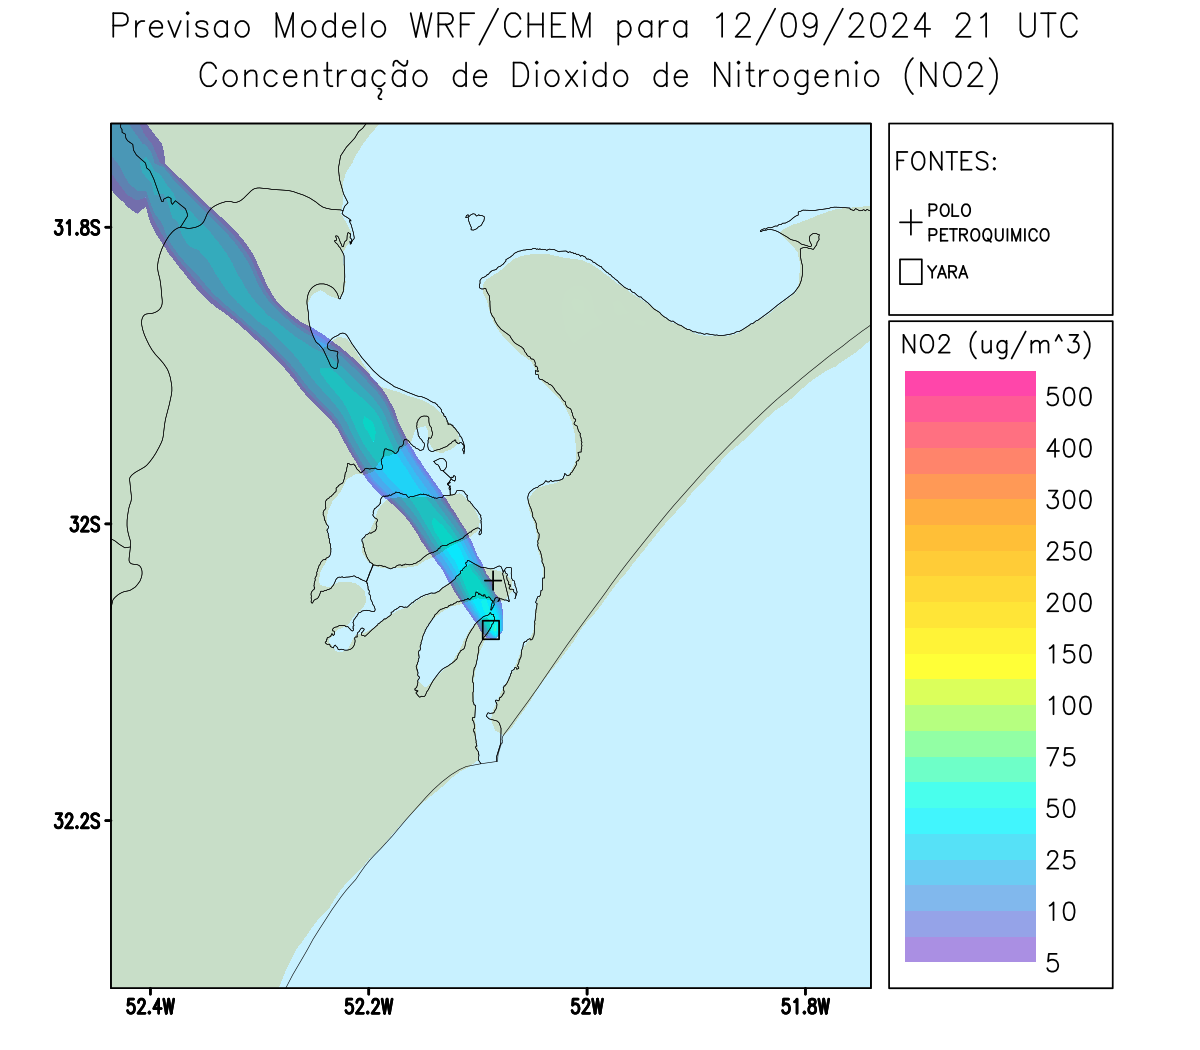 Previsao Modelo WRF/CHEM para 12/09/2024 21 UTC
Concentração de Dioxido de Nitrogenio (NO2)
FONTES:
POLO
PETROQUIMICO
YARA
NO2 (ug/m^3)
500
400
300
250
200
150
100
75
50
25
10
5
31.8S
32S
32.2S
52.4W
52.2W
52W
51.8W